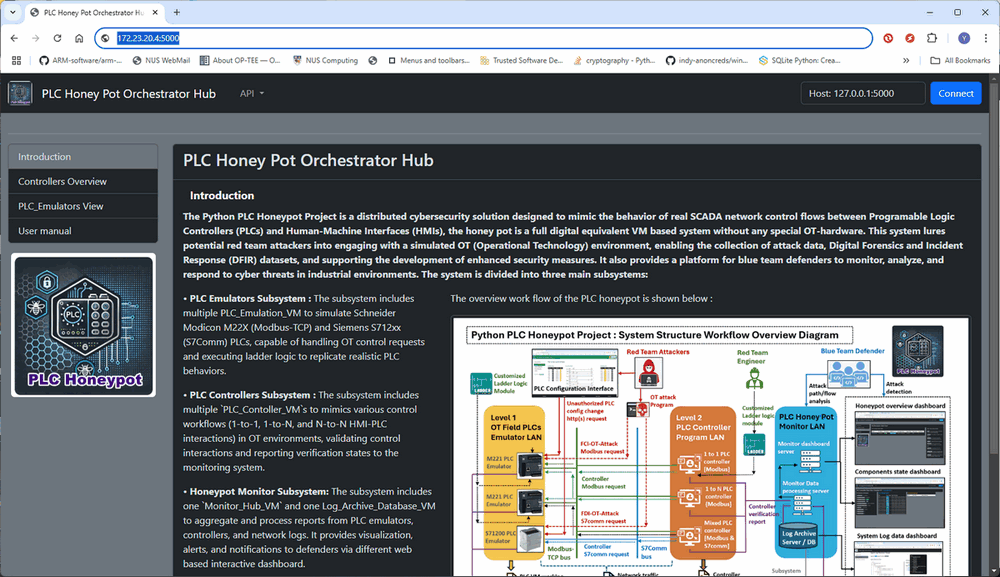 PLC Honey Pot Orchestrator Hu
172.23.20.4:5000
Y
ARM-software/arm-...
NUS WebMail
About OP-TEE — O...
NUS Computing
Menus and toolbars...
Trusted Software De...
cryptography - Pyth...
indy-anoncreds/win...
SQLite Python: Crea...
»
All Bookmarks
PLC Honey Pot Orchestrator Hub
API
Host: 127.0.0.1:5000
Connect
Introduction
Controllers Overview
PLC_Emulators View
User manual
PLC
PLC Honeypot
PLC Honey Pot Orchestrator Hub
Introduction
The Python PLC Honeypot Project is a distributed cybersecurity solution designed to mimic the behavior of real SCADA network control flows between Programable Logic
Controllers (PLCs) and Human-Machine Interfaces (HMIs), the honey pot is a full digital equivalent VM based system without any special OT-hardware. This system lures
potential red team attackers into engaging with a simulated OT (Operational Technology) environment, enabling the collection of attack data, Digital Forensics and Incident
Response (DFIR) datasets, and supporting the development of enhanced security measures. It also provides a platform for blue team defenders to monitor, analyze, and
respond to cyber threats in industrial environments. The system is divided into three main subsystems:
• PLC Emulators Subsystem : The subsystem includes
multiple PLC_Emulation_VM to simulate Schneider
Modicon M22X (Modbus-TCP) and Siemens S712xx
(S7Comm) PLCs, capable of handling OT control requests
and executing ladder logic to replicate realistic PLC
behaviors.
• PLC Controllers Subsystem : The subsystem includes
multiple `PLC_Contoller_VM`s to mimics various control
workflows (1-to-1, 1-to-N, and N-to-N HMI-PLC
interactions) in OT environments, validating control
interactions and reporting verification states to the
monitoring system.
• Honeypot Monitor Subsystem: The subsystem includes
one `Monitor_Hub_VM` and one Log_Archive_Database_VM
to aggregate and process reports from PLC emulators,
controllers, and network logs. It provides visualization,
alerts, and notifications to defenders via different web
based interactive dashboard.
The overview work flow of the PLC honeypot is shown below :
Python PLC Honeypot Project : System Structure Workflow Overview Diagram
PLC Honeypot
Customized
Ladder Logic
Module
PLC Configuration Interface
Red Team Attackers
Red Team
Engineer
Blue Team Defender
Unauthorized PLC
config change
http(s) request
OT attack
Program
Attack
path/flow
analysis
Attack
detection
Customized
Ladder logic
module
LADDER
Level 1
OT Field PLCs
Emulator LAN
Level 2
PLC Controller
Program LAN
PLC Honey Pot
Monitor LAN
Honeypot overview dashboard
M221 PLC
Emulator
FCI-OT-Attack
Modbus request
1 to 1 PLC
controller
[Modbus]
Monitor dashboard
server
Controller
Modbus request
Components state dashboard
M221 PLC
Emulator
1 to N PLC
controller
[Modbus]
Monitor Data
processing server
FDI-OT-Attack
S7comm request
Controller
verification
report
S71200 PLC
Emulator
Mixed PLC
controller
[Modbus &
S7comm]
Log Archive
Server / DB
System Log data dashboard
Modbus-
TCP bus
Controller
S7comm request
S7Comm
bus
Network traffic
Controller
Subsystem